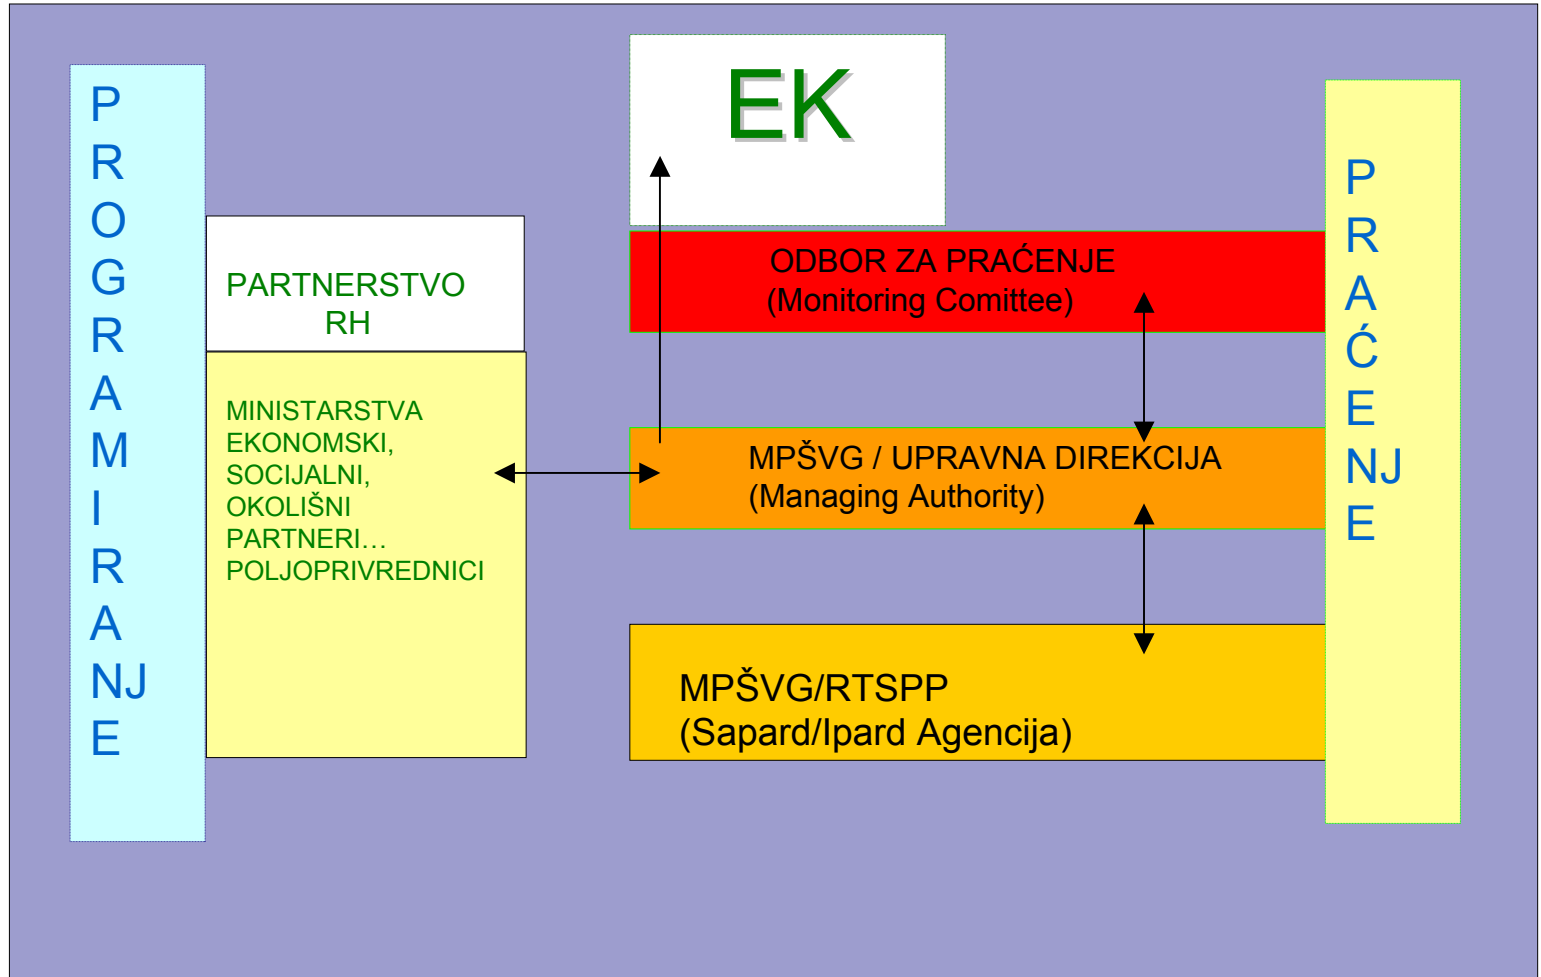 P
R
O
G
R
A
M
I
R
A
NJ
E
PARTNERSTVO
RH
MINISTARSTVA
EKONOMSKI,
SOCIJALNI,
OKOLIŠNI
PARTNERI…
POLJOPRIVREDNICI
EK
ODBOR ZA PRAĆENJE
(Monitoring Comittee)
MPŠVG / UPRAVNA DIREKCIJA
(Managing Authority)
MPŠVG/RTSPP
(Sapard/Ipard Agencija)
P
R
A
Ć
E
NJ
E